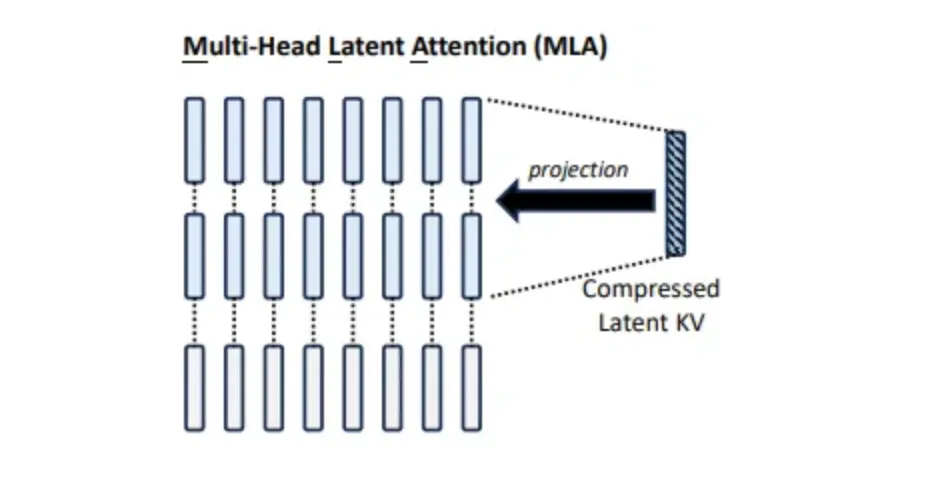 Multi-Head Latent Attention (MLA)
projection
Compressed
Latent KV